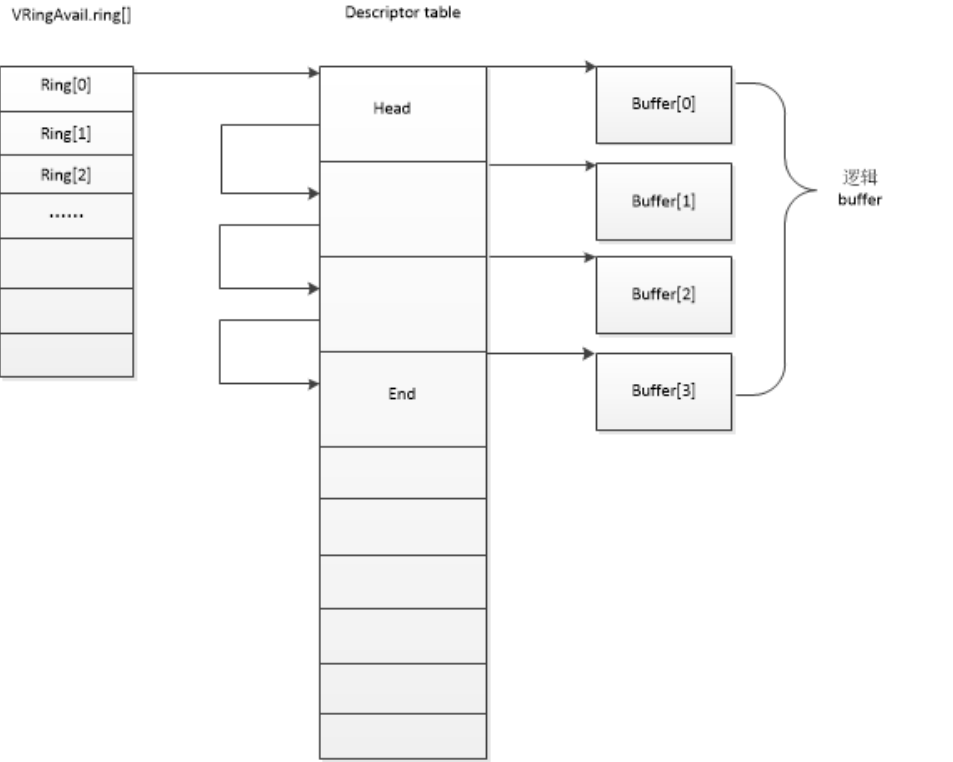 VRingAvail.ring[]
Descriptor table
Ring[0]
Ring[1]
Ring[2]
......
Head
End
Buffer[0]
Buffer[1]
Buffer[2]
Buffer[3]
逻辑
buffer